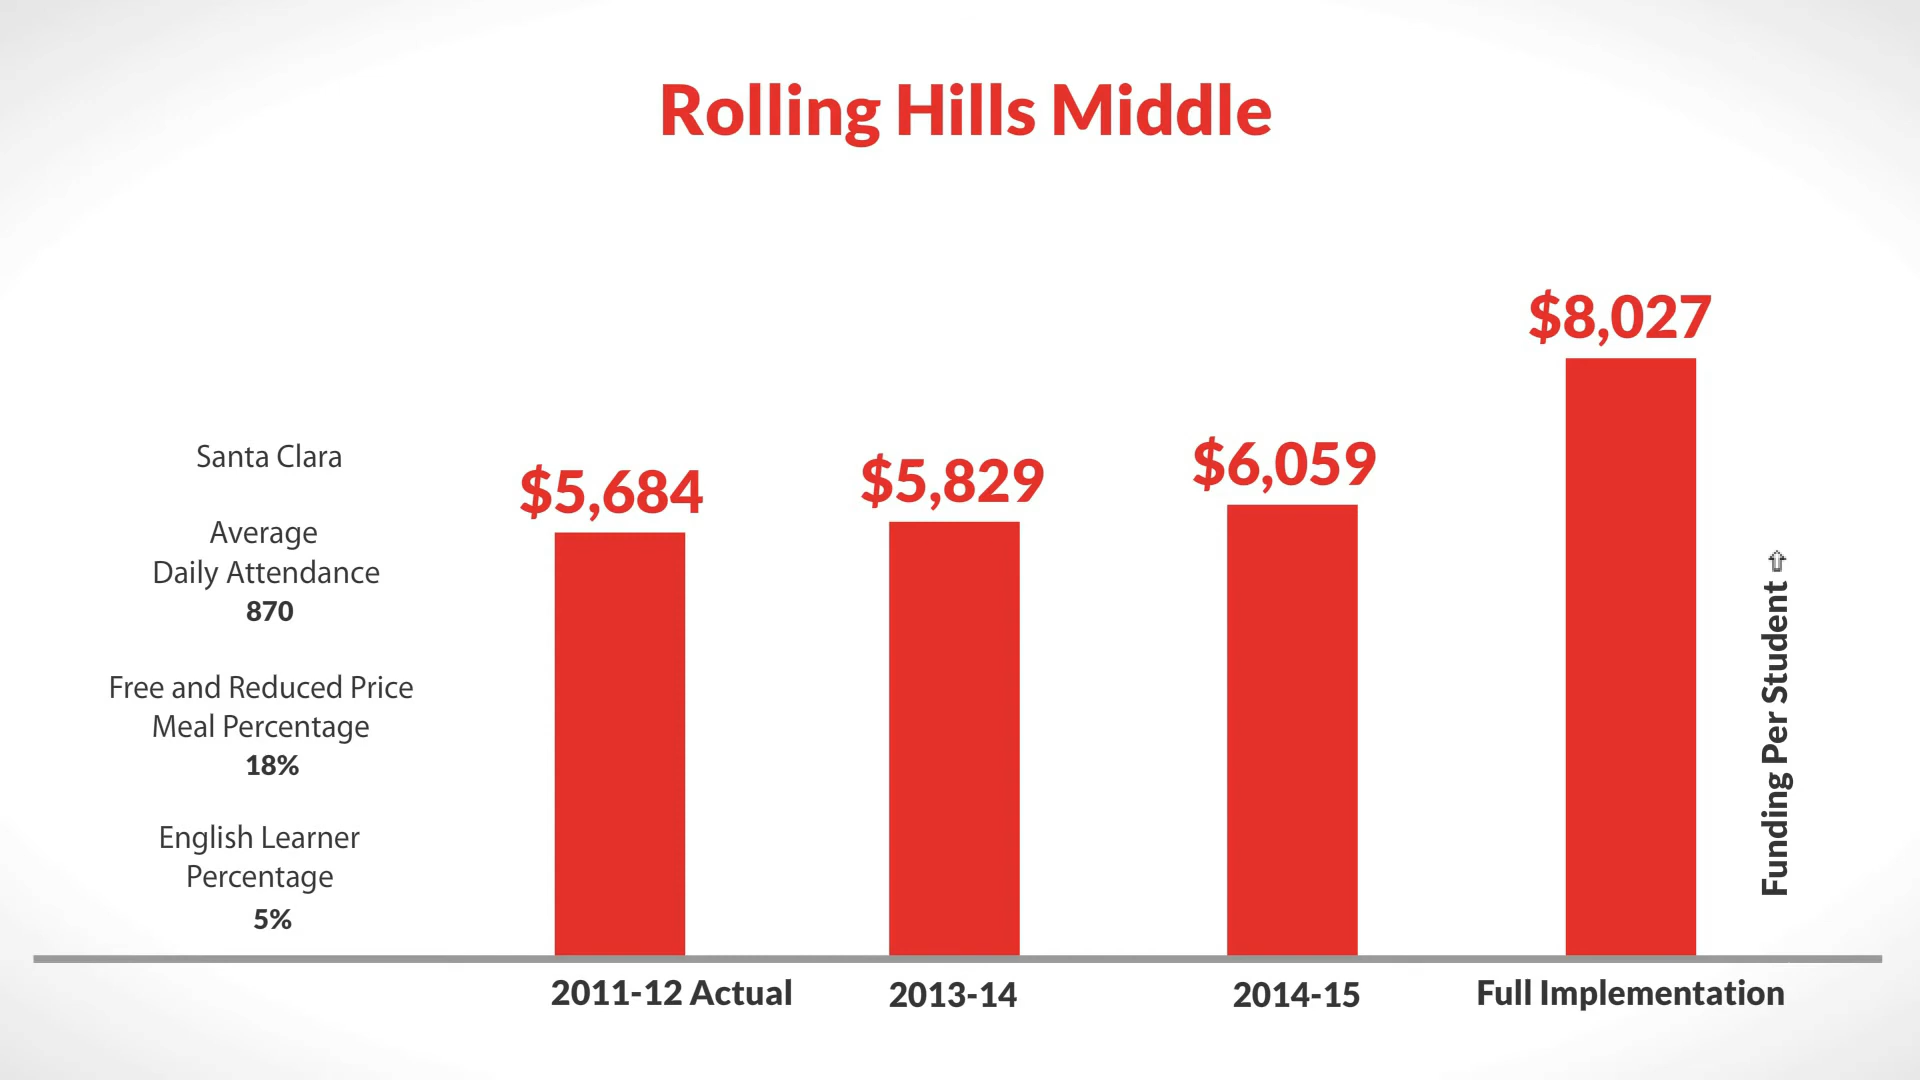 Rolling Hills Middle
Santa Clara
Average
Daily Attendance
870
Free and Reduced Price
Meal Percentage
18%
English Learner
Percentage
5%
$5,684
$5,829
$6,059
$8,027
2011-12 Actual
2013-14
2014-15
Full Implementation
Funding Per Student ⇨